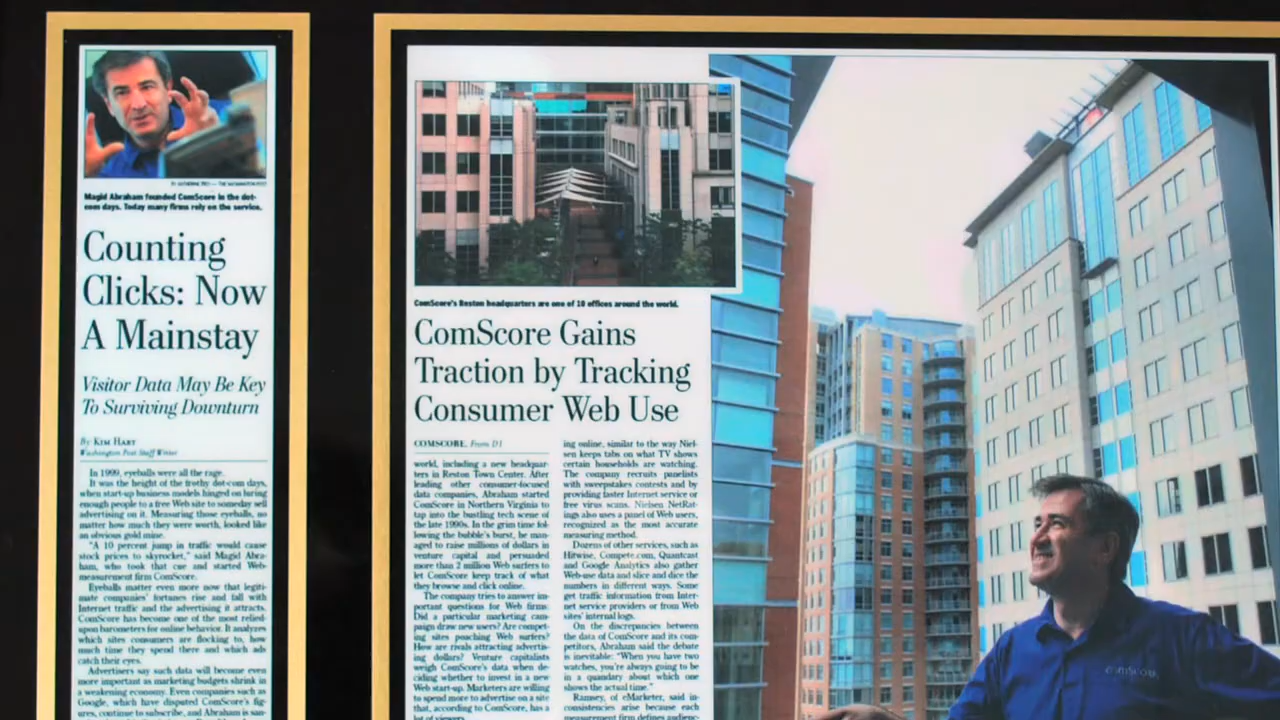 BY KATHERINE FREY — THE WASHINGTON POST
Magid Abraham founded ComScore in the dot-
com days. Today many firms rely on the service.
Counting
Clicks: Now
A Mainstay
Visitor Data May Be Key
To Surviving Downturn
By KIM HART
Washington Post Staff Writer
In 1999, eyeballs were all the rage.
It was the height of the frothy dot-com days,
when start-up business models hinged on luring
enough people to a free Web site to someday sell
advertising on it. Measuring those eyeballs, no
matter how much they were worth, looked like
an obvious gold mine.
"A 10 percent jump in traffic would cause
stock prices to skyrocket," said Magid Abra-
ham, who took that cue and started Web-
measurement firm ComScore.
Eyeballs matter even more now that legiti-
mate companies' fortunes rise and fall with
Internet traffic and the advertising it attracts.
ComScore has become one of the most relied-
upon barometers for online behavior. It analyzes
which sites consumers are flocking to, how
much time they spend there and which ads
catch their eyes.
Advertisers say such data will become even
more important as marketing budgets shrink in
a weakening economy. Even companies such as
Google, which have disputed ComScore's fig-
ures, continue to subscribe, and Abraham is san-
ComScore's Reston headquarters are one of 10 offices around the world.
ComScore Gains
Traction by Tracking
Consumer Web Use
COMSCORE, From D1
world, including a new headquar-
ters in Reston Town Center. After
leading other consumer-focused
data companies, Abraham started
ComScore in Northern Virginia to
tap into the bustling tech scene of
the late 1990s. In the grim time fol-
lowing the bubble's burst, he man-
aged to raise millions of dollars in
venture capital and persuaded
more than 2 million Web surfers to
let ComScore keep track of what
they browse and click online.
The company tries to answer im-
portant questions for Web firms:
Did a particular marketing cam-
paign draw new users? Are compet-
ing sites poaching Web surfers?
How are rivals attracting advertis-
ing dollars? Venture capitalists
weigh ComScore's data when de-
ciding whether to invest in a new
Web start-up. Marketers are willing
to spend more to advertise on a site
that, according to ComScore, has a
lot of viewers.
ing online, similar to the way Niel-
sen keeps tabs on what TV shows
certain households are watching.
The company recruits panelists
with sweepstakes contests and by
providing faster Internet service or
free virus scans. Nielsen NetRat-
ings also uses a panel of Web users,
recognized as the most accurate
measuring method.
Dozens of other services, such as
Hitwise, Compete.com, Quantcast
and Google Analytics also gather
Web-use data and slice and dice the
numbers in different ways. Some
get traffic information from Inter-
net service providers or from Web
sites' internal logs.
On the discrepancies between
the data of ComScore and its com-
petitors, Abraham said the debate
is inevitable: "When you have two
watches, you're always going to be
in a quandary about which one
shows the actual time."
Ramsey, of eMarketer, said in-
consistencies arise because each
measurement firm defines audienc-
comScore